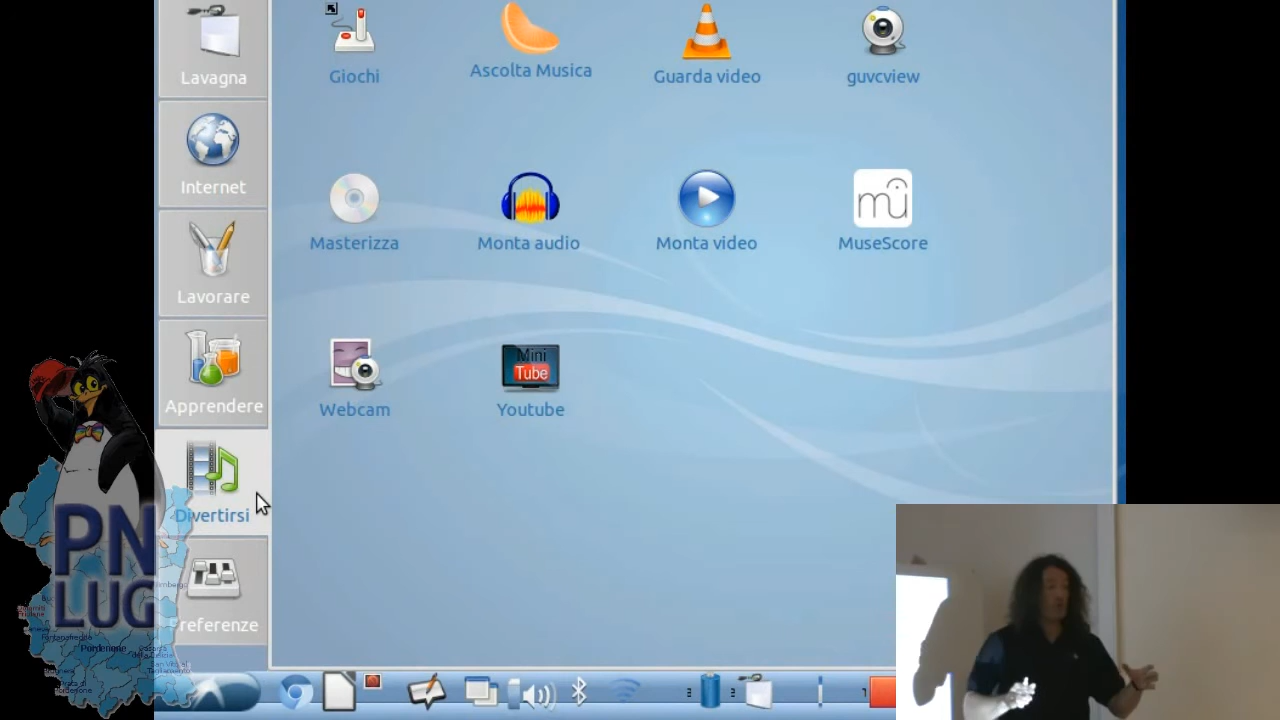 Lavagna
Giochi
Ascolta Musica
Guarda video
guvcview
Internet
Masterizza
Monta audio
Monta video
MuseScore
Lavorare
Mini
Tube
Webcam
Youtube
Apprendere
Divertirsi
referenze
PN
LUG
Pordenone